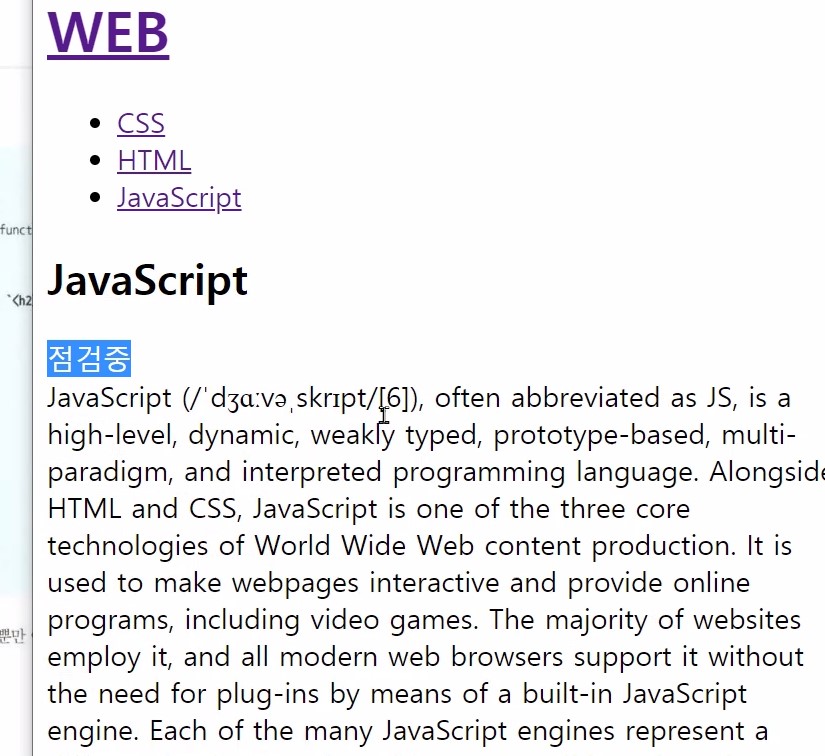 WEB
CSS
HTML
JavaScript
funct
`<h2
JavaScript
점검중
JavaScript (/ˈdʒɑːvəˌskrɪpt/[6]), often abbreviated as JS, is a
high-level, dynamic, weakly typed, prototype-based, multi-
paradigm, and interpreted programming language. Alongside
HTML and CSS, JavaScript is one of the three core
technologies of World Wide Web content production. It is
used to make webpages interactive and provide online
programs, including video games. The majority of websites
뿐만
employ it, and all modern web browsers support it without
the need for plug-ins by means of a built-in JavaScript
engine. Each of the many JavaScript engines represent a